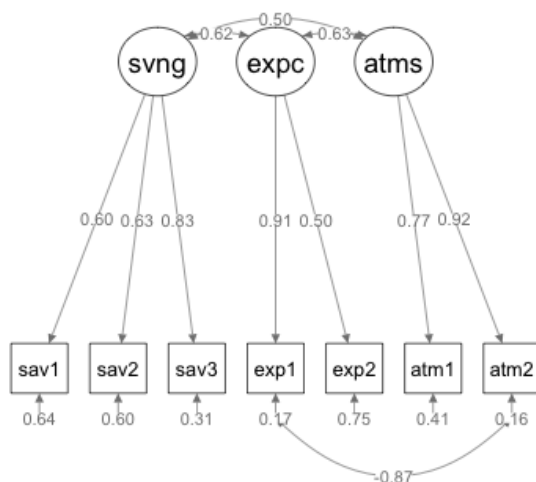 0.50
0.62 0.63
svng expc atms
0.60 0.63 0.83 0.91 0.50 0.77 0.92
sav1 sav2 sav3 exp1 exp2 atm1 atm2
0.64 0.60 0.31 0.17 0.75 0.41 0.16
-0.87